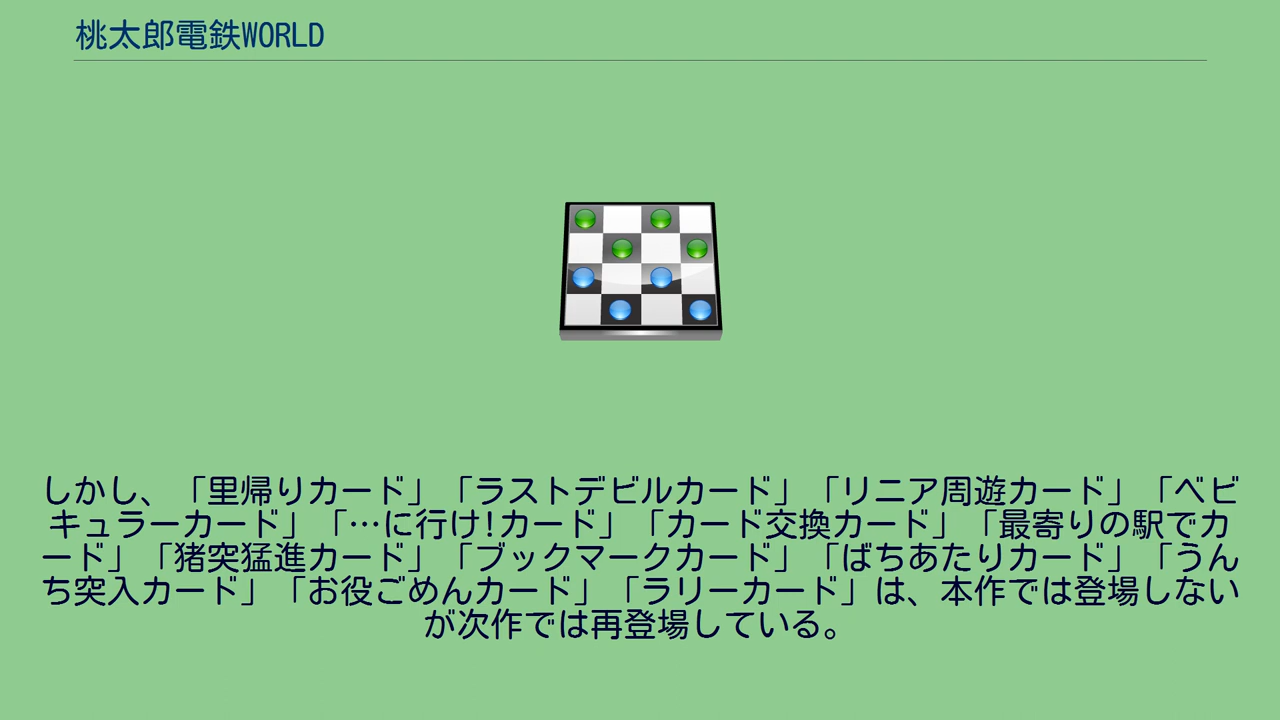 桃太郎電鉄WORLD
しかし、「里帰りカード」「ラストデビルカード」「リニア周遊カード」「ベビ
キュラーカード」「…に行け!カード」「カード交換カード」「最寄りの駅でカ
ード」「猪突猛進カード」「ブックマークカード」「ばちあたりカード」「うん
ち突入カード」「お役ごめんカード」「ラリーカード」は、本作では登場しない
が次作では再登場している。